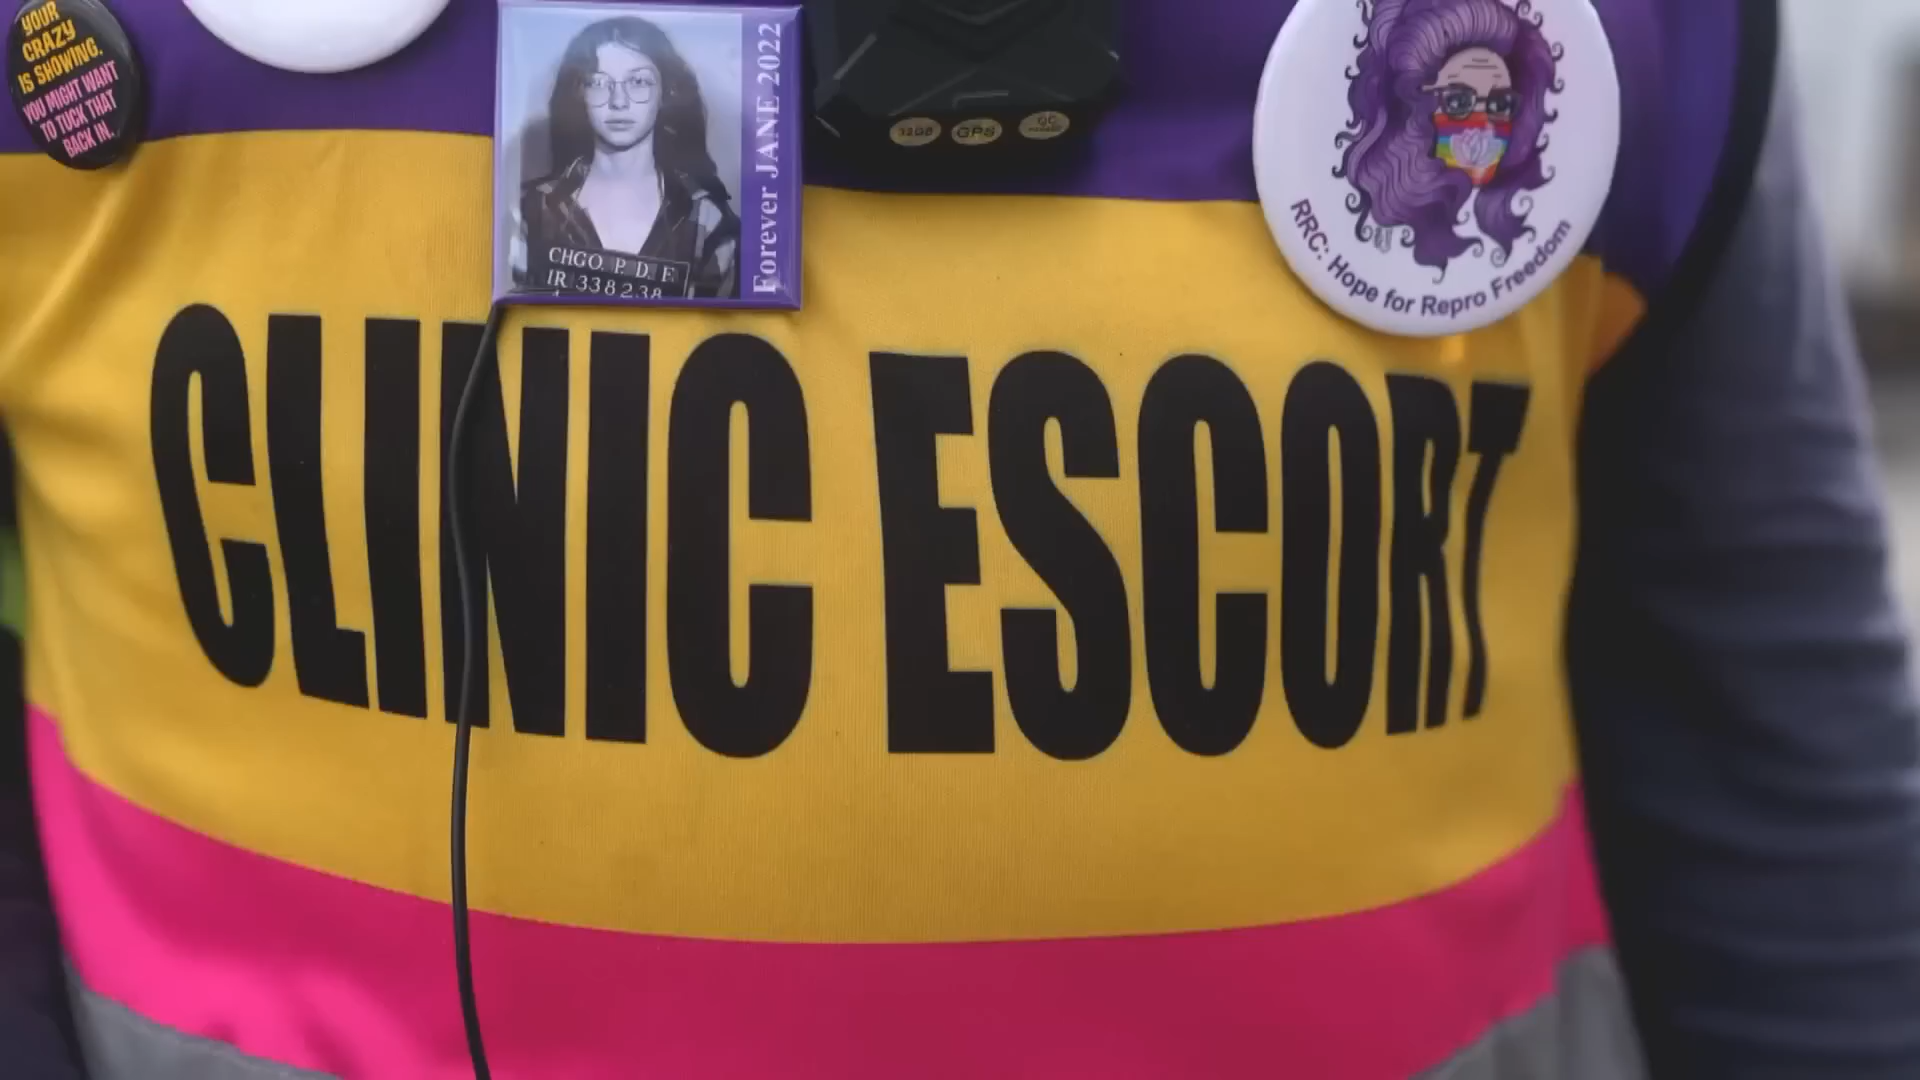 YOUR
CRAZY
IS SHOWING.
YOU MIGHT WANT
TO TUCK THAT
BACK IN.
CHGO. P. D. F.
IR 338238
Forever JANE 2022
32GB
GPS
QC
RRC: Hope for Repro Freedom
CLINIC ESCORT